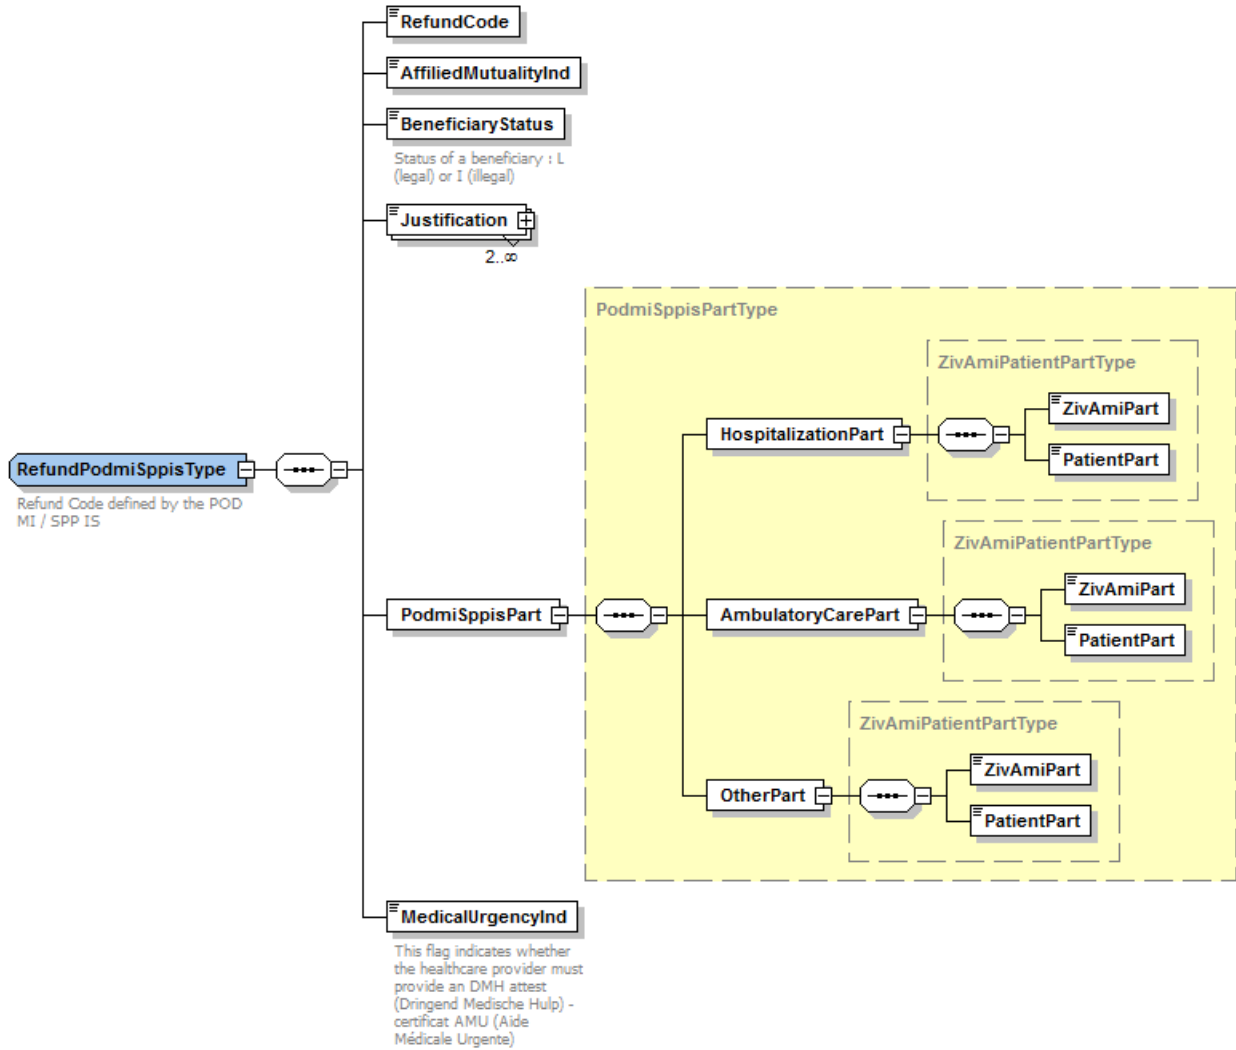 RefundCode
AffiliedMutualityInd
BeneficiaryStatus
Status of a beneficiary : L
(legal) or I (illegal)
Justification
2..∞
PodmiSppisPartType
ZivAmiPatientPartType
ZivAmiPart
HospitalizationPart
PatientPart
RefundPodmiSppisType
Refund Code defined by the POD
MI / SPP IS
ZivAmiPatientPartType
ZivAmiPart
PodmiSppisPart
AmbulatoryCarePart
PatientPart
ZivAmiPatientPartType
ZivAmiPart
OtherPart
PatientPart
MedicalUrgencyInd
This flag indicates whether
the healthcare provider must
provide an DMH attest
(Dringend Medische Hulp) -
certificat AMU (Aide
Médicale Urgente)